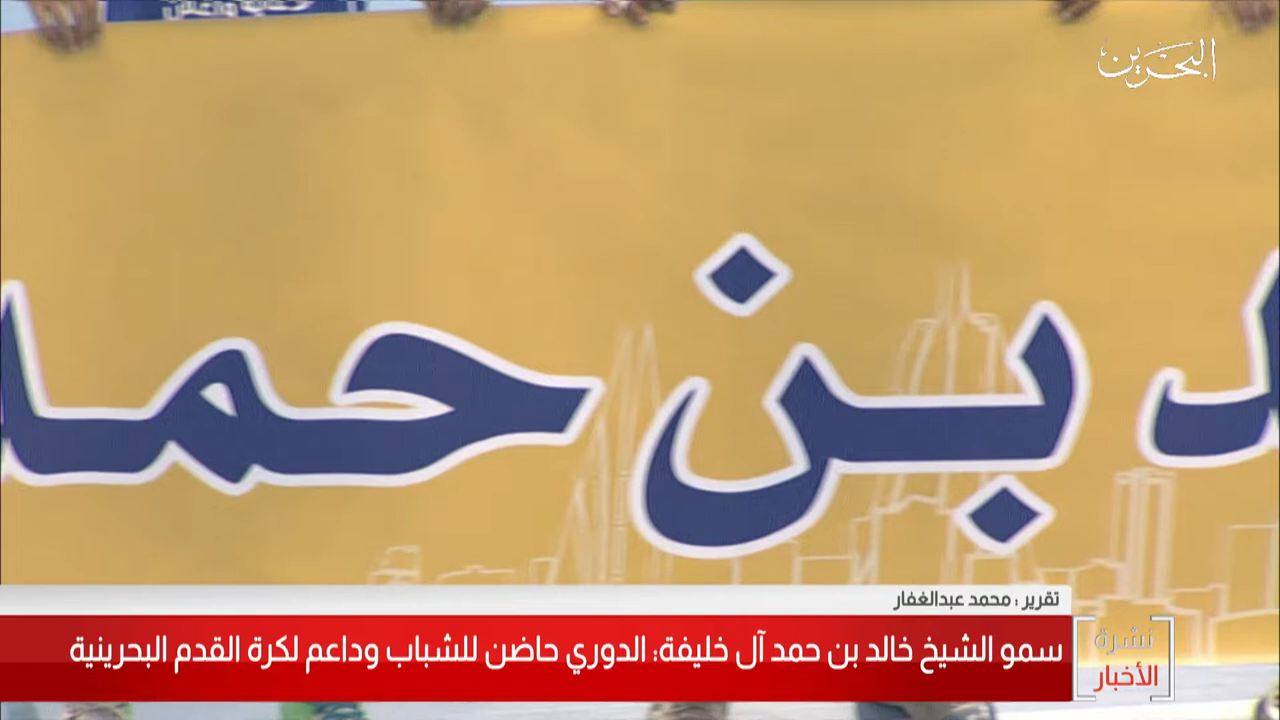 البحرين
بن حمد
تقرير : محمد عبدالغفار
سمو الشيخ خالد بن حمد آل خليفة: الدوري حاضن للشباب وداعم لكرة القدم البحرينية
نشرة
الأخبار